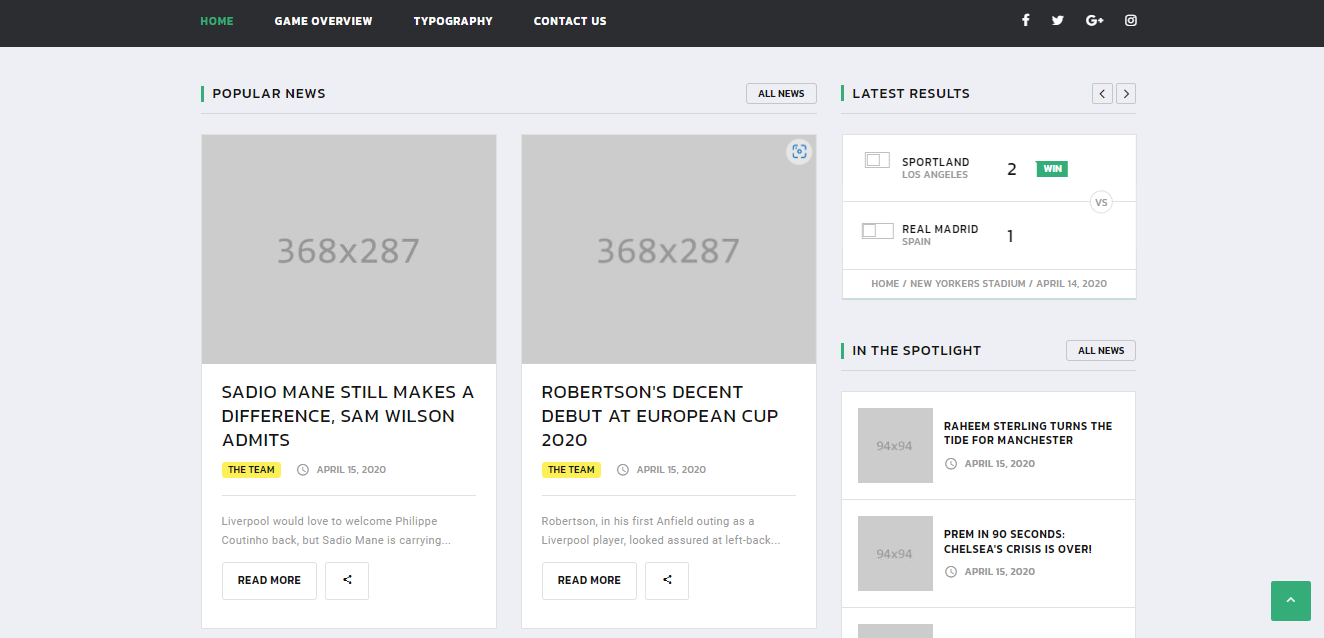 HOME GAME OVERVIEW TYPOGRAPHY CONTACT US
POPULAR NEWS
ALL NEWS
368x287
SADIO MANE STILL MAKES A
DIFFERENCE, SAM WILSON
ADMITS
THE TEAM APRIL 15, 2020
Liverpool would love to welcome Philippe
Coutinho back, but Sadio Mane is carrying...
READ MORE
368x287
ROBERTSON'S DECENT
DEBUT AT EUROPEAN CUP
2020
THE TEAM APRIL 15, 2020
Robertson, in his first Anfield outing as a
Liverpool player, looked assured at left-back...
READ MORE
LATEST RESULTS
SPORTLAND
LOS ANGELES
2 WIN
VS
REAL MADRID
SPAIN
1
HOME / NEW YORKERS STADIUM / APRIL 14, 2020
IN THE SPOTLIGHT
ALL NEWS
94x94
RAHEEM STERLING TURNS THE
TIDE FOR MANCHESTER
APRIL 15, 2020
94x94
PREM IN 90 SECONDS:
CHELSEA'S CRISIS IS OVER!
APRIL 15, 2020